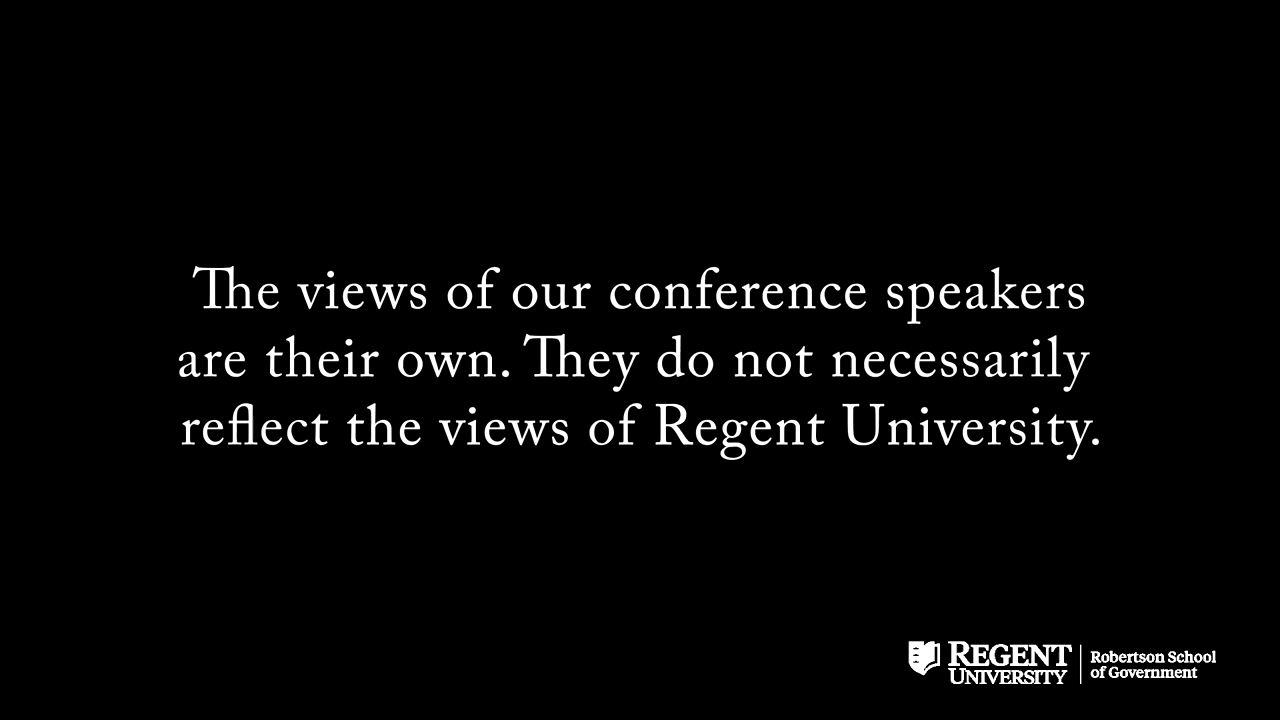 The views of our conference speakers
are their own. They do not necessarily
reflect the views of Regent University.
REGENT
UNIVERSITY
Robertson School
of Government